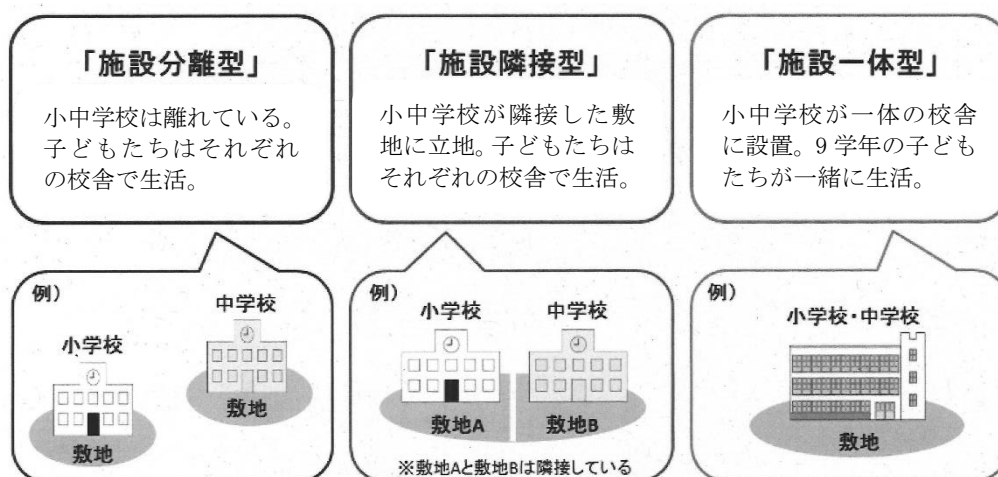 「施設分離型」
小中学校は離れている。
子どもたちはそれぞれ
の校舎で生活。
「施設隣接型」
小中学校が隣接した敷
地に立地。子どもたちは
それぞれの校舎で生活。
「施設一体型」
小中学校が一体の校舎
に設置。9 学年の子ども
たちが一緒に生活。
例）
中学校
小学校
敷地
敷地
例）
小学校
中学校
敷地A
敷地B
※敷地Aと敷地Bは隣接している
例）
小学校・中学校
敷地